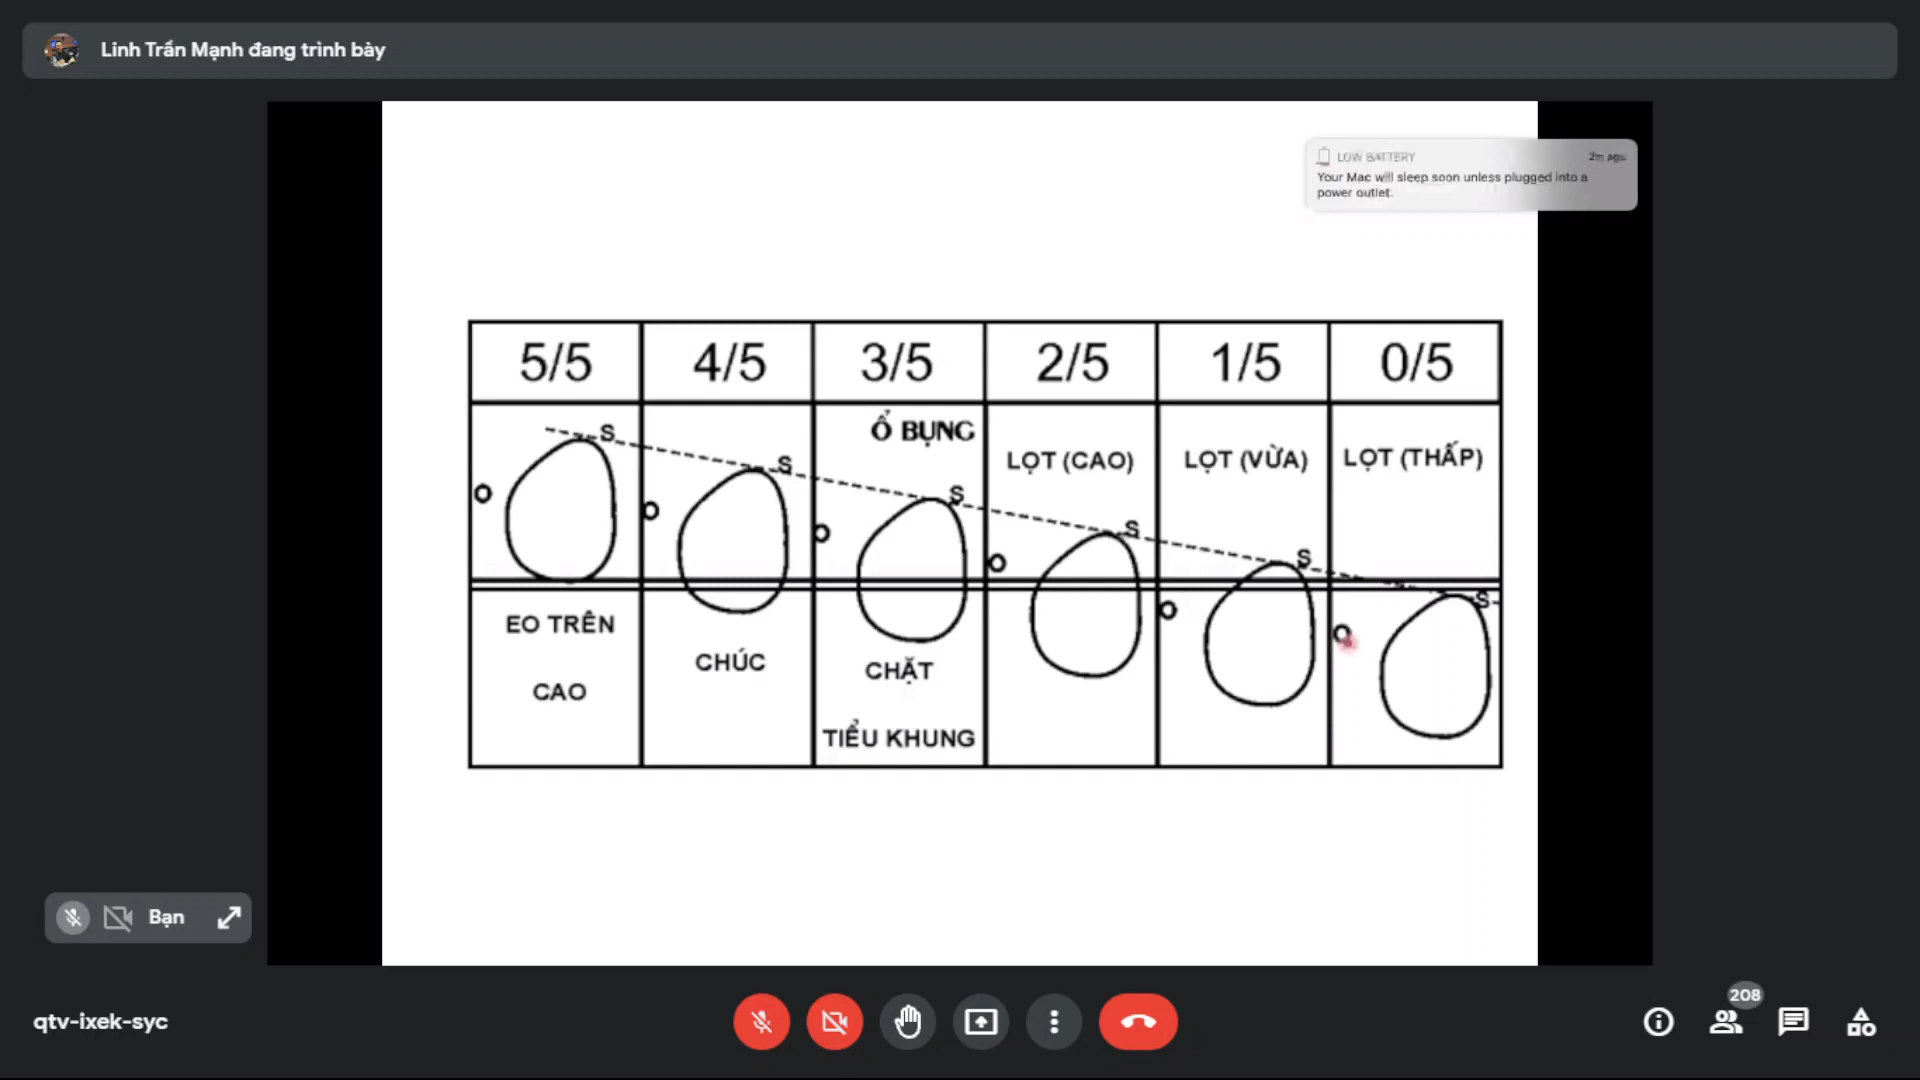 Linh Trần Mạnh đang trình bày
LOW BATTERY
2m ago
Your Mac will sleep soon unless plugged into a
power outlet.
5/5 4/5 3/5 2/5 1/5 0/5
Ổ BỤNG
LỌT (CAO) LỌT (VỪA) LỌT (THẤP)
S S S S S S
O O O O O O
EO TRÊN
CAO
CHÚC
CHẶT
TIỂU KHUNG
Bạn
qtv-ixek-syc
208